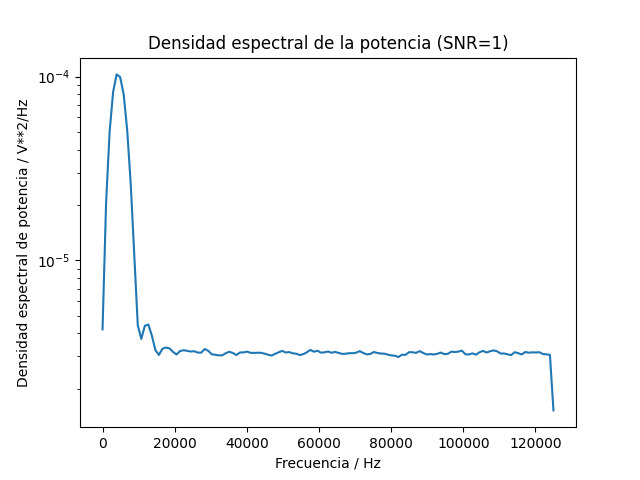 Densidad espectral de la potencia (SNR=1)
Densidad espectral de potencia / V**2/Hz
10⁻⁴
10⁻⁵
0 20000 40000 60000 80000 100000 120000
Frecuencia / Hz